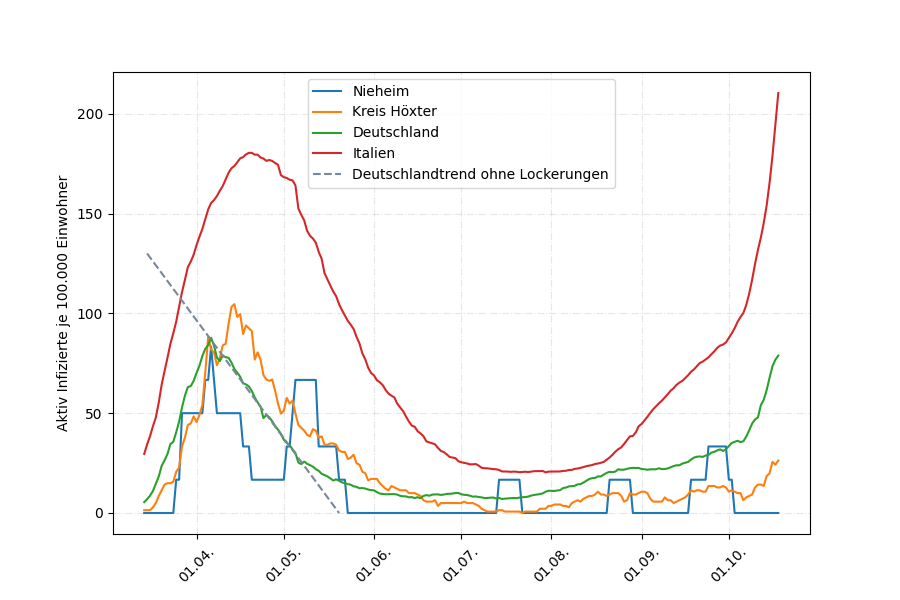 Nieheim
Kreis Höxter
Deutschland
Italien
Deutschlandtrend ohne Lockerungen
Aktiv Infizierte je 100.000 Einwohner
200
150
100
50
0
01.04. 01.05. 01.06. 01.07. 01.08. 01.09. 01.10.